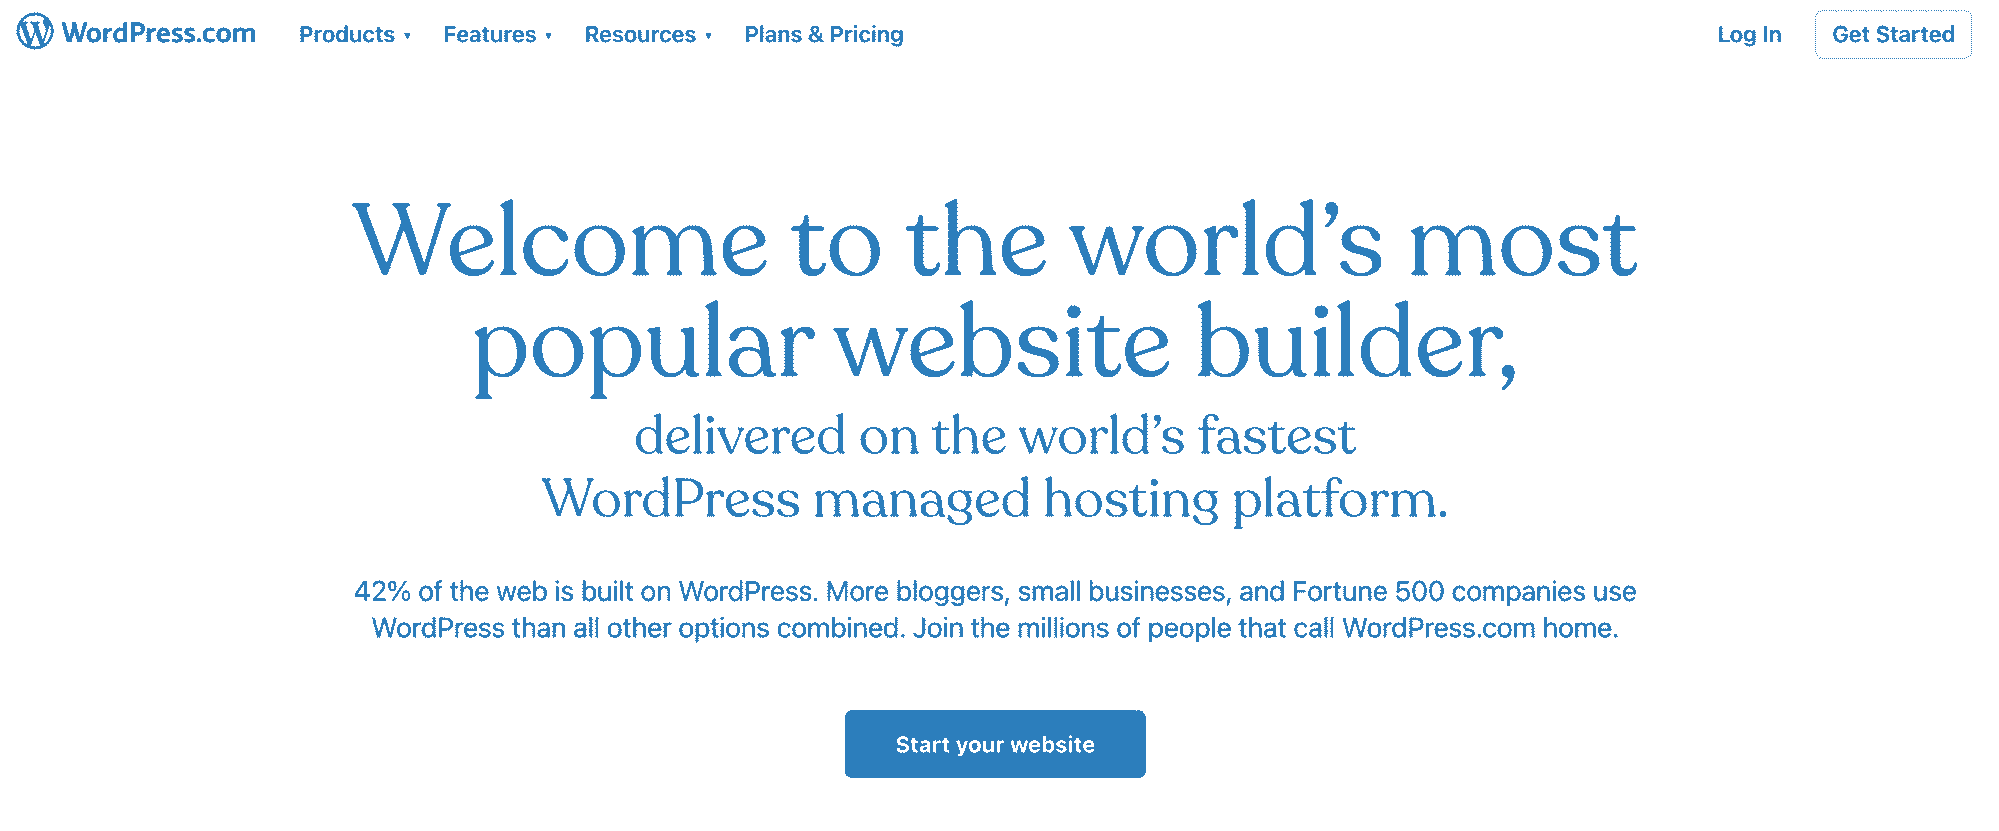 WordPress.com Products ▾ Features ▾ Resources ▾ Plans & Pricing Log In Get Started
Welcome to the world’s most
popular website builder,
delivered on the world’s fastest
WordPress managed hosting platform.
42% of the web is built on WordPress. More bloggers, small businesses, and Fortune 500 companies use
WordPress than all other options combined. Join the millions of people that call WordPress.com home.
Start your website